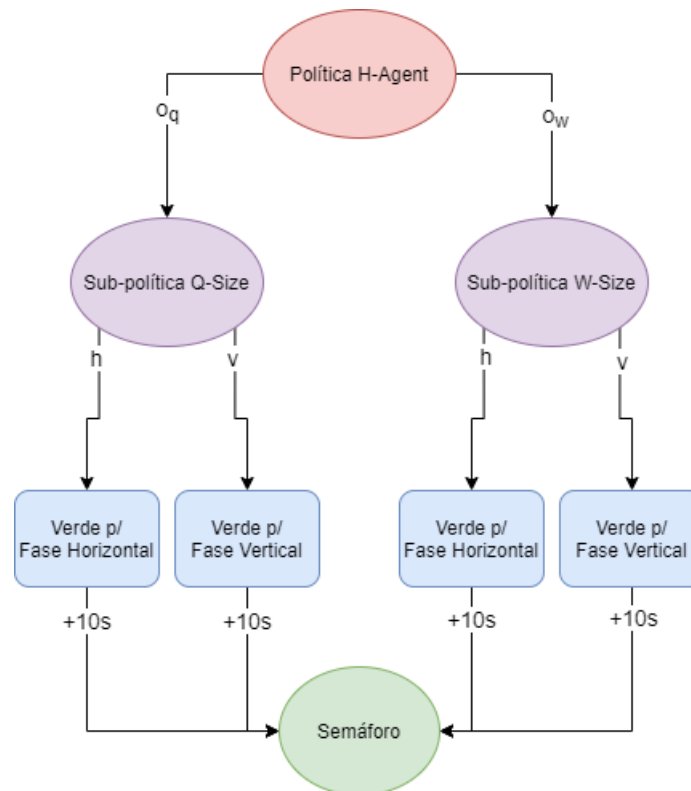 Política H-Agent
oq
ow
Sub-política Q-Size
Sub-política W-Size
h
v
h
v
Verde p/
Fase Horizontal
Verde p/
Fase Vertical
Verde p/
Fase Horizontal
Verde p/
Fase Vertical
+10s
+10s
+10s
+10s
Semáforo